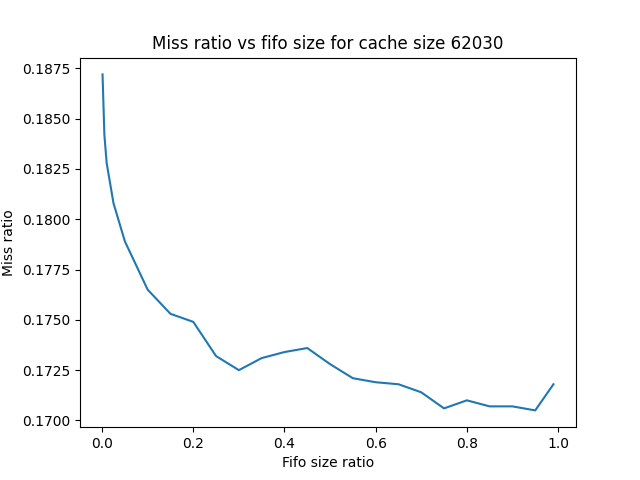 Miss ratio vs fifo size for cache size 62030
0.1875
0.1850
0.1825
0.1800
0.1775
0.1750
0.1725
0.1700
Miss ratio
0.0 0.2 0.4 0.6 0.8 1.0
Fifo size ratio